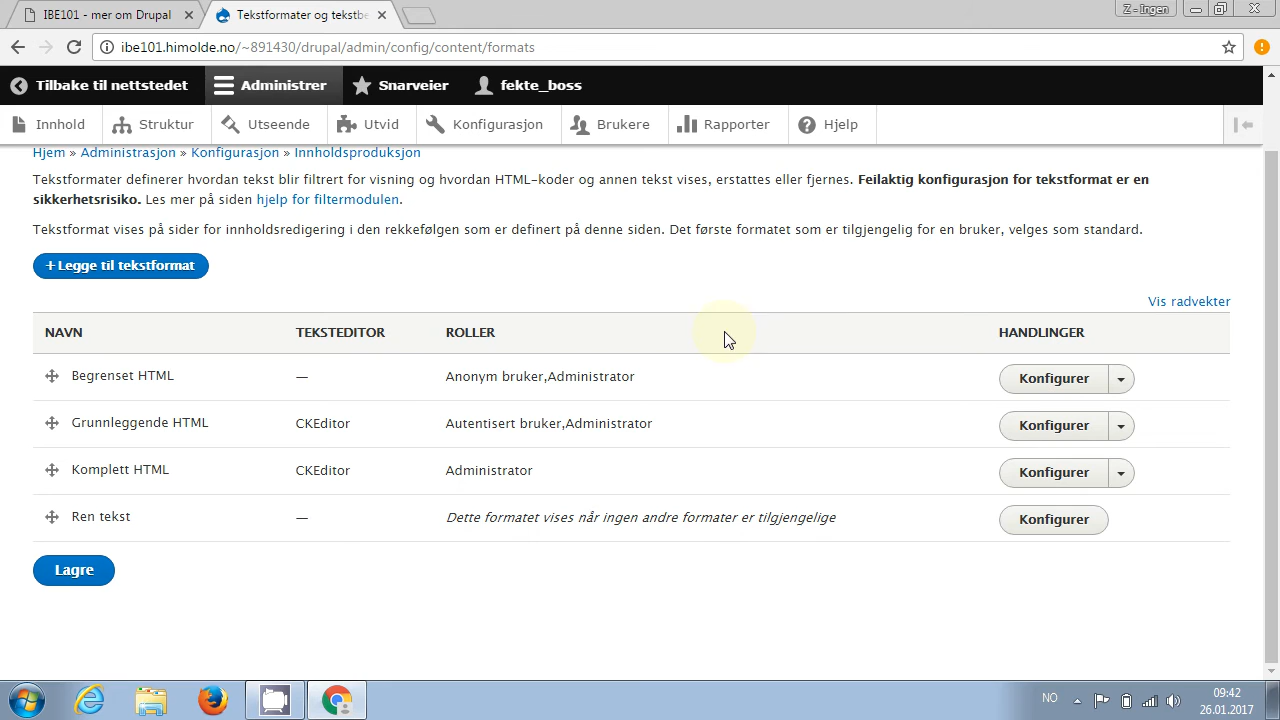 IBE101 - mer om Drupal
Tekstformater og tekstbe
Z - Ingen
ibe101.himolde.no/~891430/drupal/admin/config/content/formats
Tilbake til nettstedet Administrer Snarveier fekte_boss
Innhold Struktur Utseende Utvid Konfigurasjon Brukere Rapporter Hjelp
Hjem » Administrasjon » Konfigurasjon » Innholdsproduksjon
Tekstformater definerer hvordan tekst blir filtrert for visning og hvordan HTML-koder og annen tekst vises, erstattes eller fjernes. Feilaktig konfigurasjon for tekstformat er en
sikkerhetsrisiko. Les mer på siden hjelp for filtermodulen.
Tekstformat vises på sider for innholdsredigering i den rekkefølgen som er definert på denne siden. Det første formatet som er tilgjengelig for en bruker, velges som standard.
+ Legge til tekstformat
Vis radvekter
NAVN TEKSTEDITOR ROLLER HANDLINGER
Begrenset HTML — Anonym bruker,Administrator Konfigurer
Grunnleggende HTML CKEditor Autentisert bruker,Administrator Konfigurer
Komplett HTML CKEditor Administrator Konfigurer
Ren tekst — Dette formatet vises når ingen andre formater er tilgjengelige Konfigurer
Lagre
NO
09:42
26.01.2017